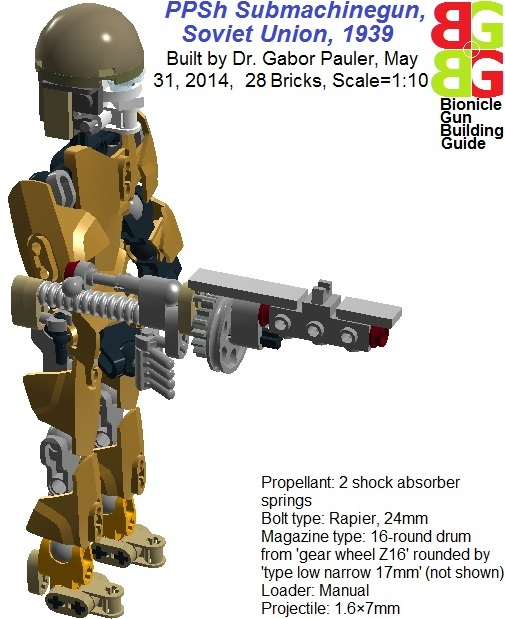 PPSh Submachinegun,
Soviet Union, 1939
Built by Dr. Gabor Pauler, May
31, 2014,  28 Bricks, Scale=1:10
BG
BG
Bionicle
Gun
Building
Guide
Propellant: 2 shock absorber
springs
Bolt type: Rapier, 24mm
Magazine type: 16-round drum
from 'gear wheel Z16' rounded by
'type low narrow 17mm' (not shown)
Loader: Manual
Projectile: 1.6×7mm